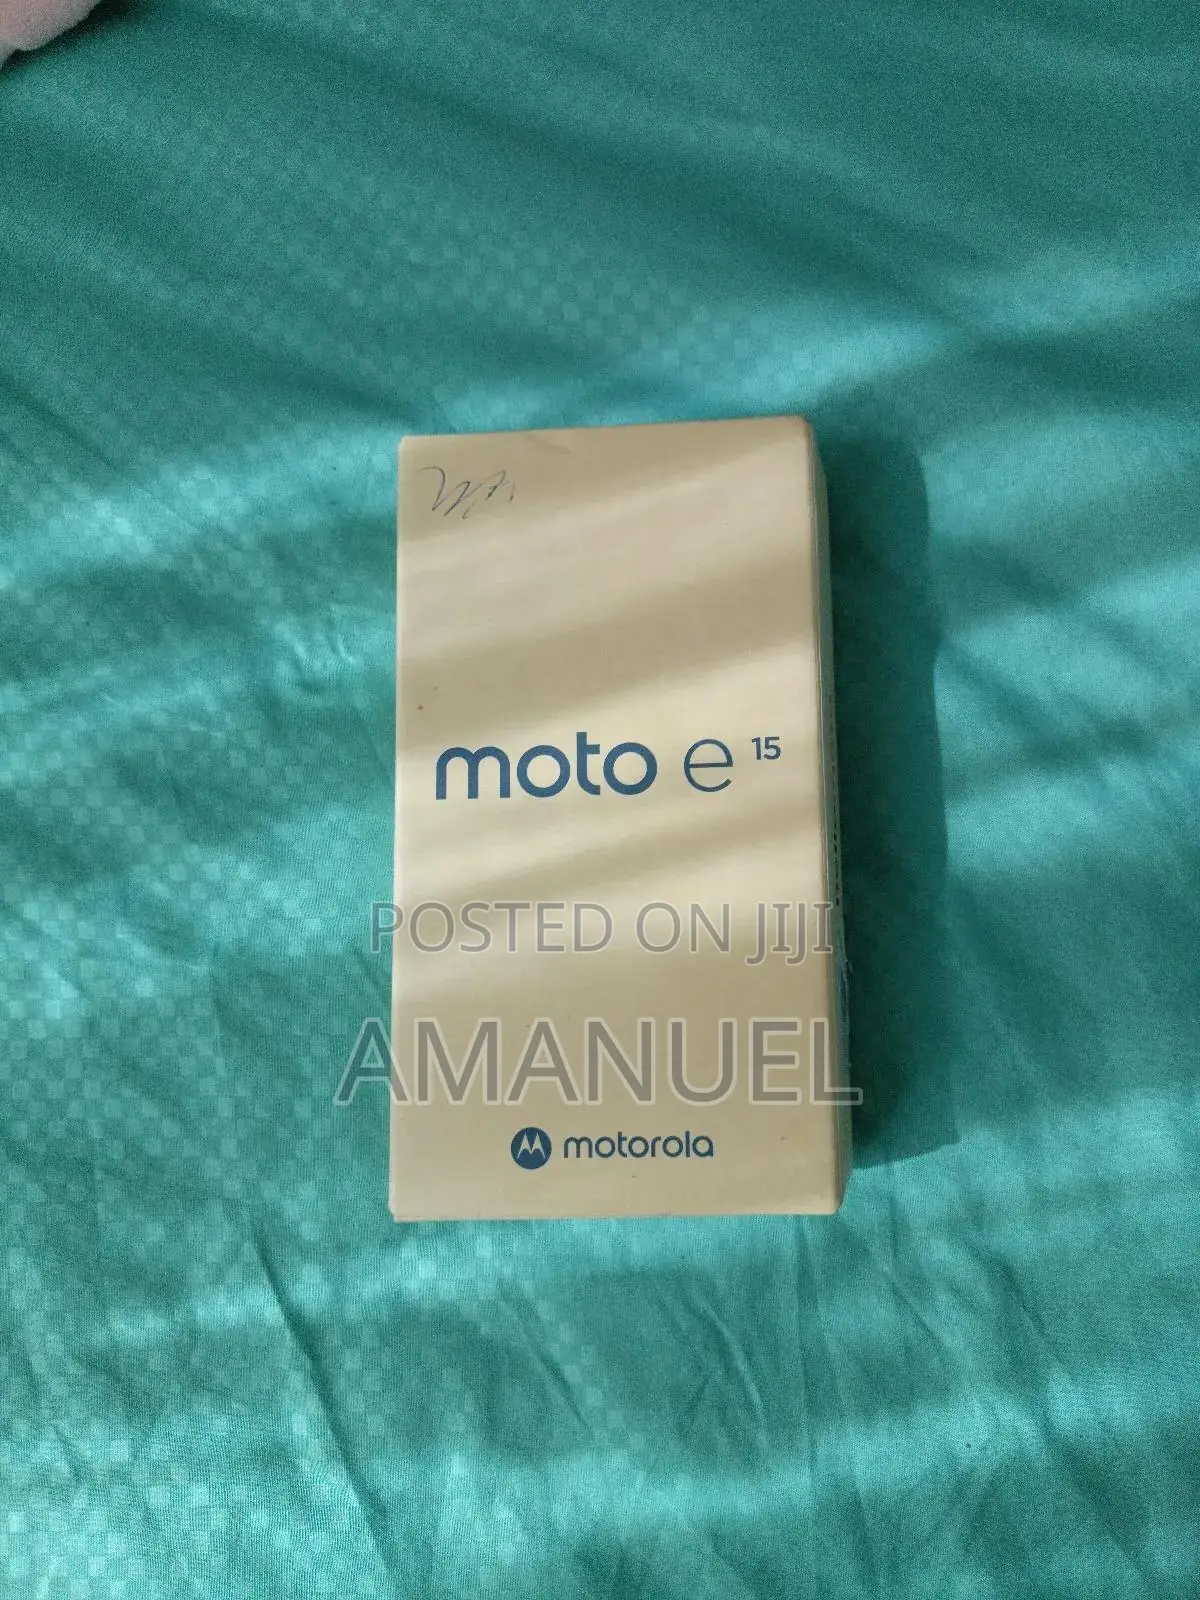 moto e 15
POSTED ON JIJI
AMANUEL
motorola